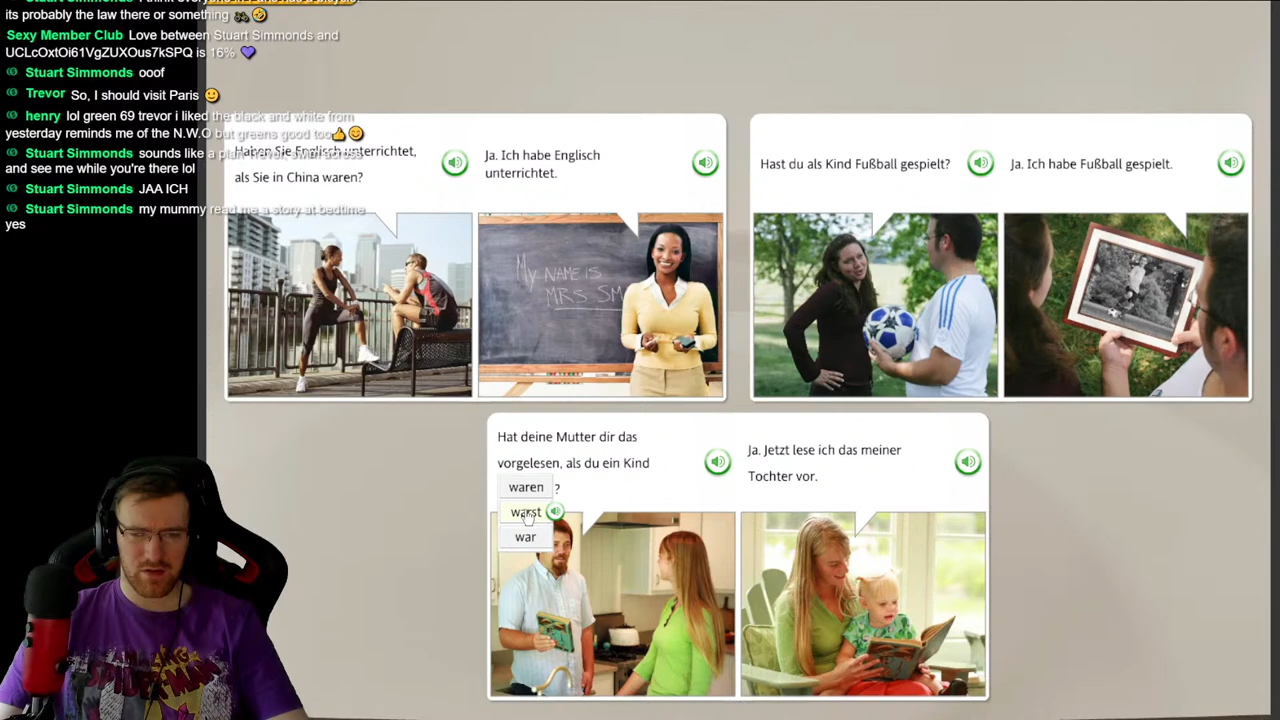 its probably the law there or something
Sexy Member Club Love between Stuart Simmonds and
UCLcOxtOi61VgZUXOus7kSPQ is 16%
Stuart Simmonds ooof
Trevor So, I should visit Paris
henry lol green 69 trevor i liked the black and white from
yesterday reminds me of the N.W.O but greens good too
Stuart Simmonds sounds like a plan Trevor, swim across
and see me while you're there lol
Stuart Simmonds JAA ICH
Stuart Simmonds my mummy read me a story at bedtime
yes
Haben Sie Englisch unterrichtet,
als Sie in China waren?
Ja. Ich habe Englisch
unterrichtet.
Hast du als Kind Fußball gespielt?
Ja. Ich habe Fußball gespielt.
MY NAME IS
MRS SM
Hat deine Mutter dir das
vorgelesen, als du ein Kind
?
waren
warst
war
Ja. Jetzt lese ich das meiner
Tochter vor.